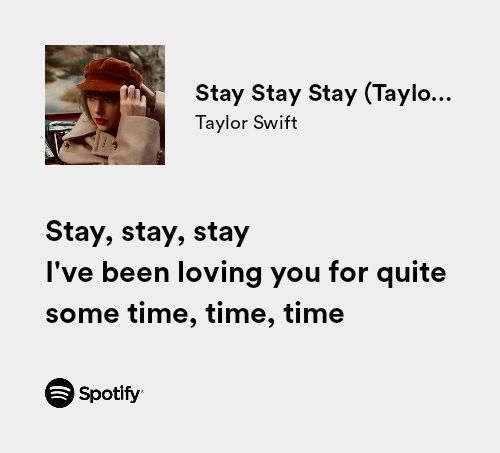 Stay Stay Stay (Taylo...
Taylor Swift
Stay, stay, stay
I've been loving you for quite
some time, time, time
Spotify